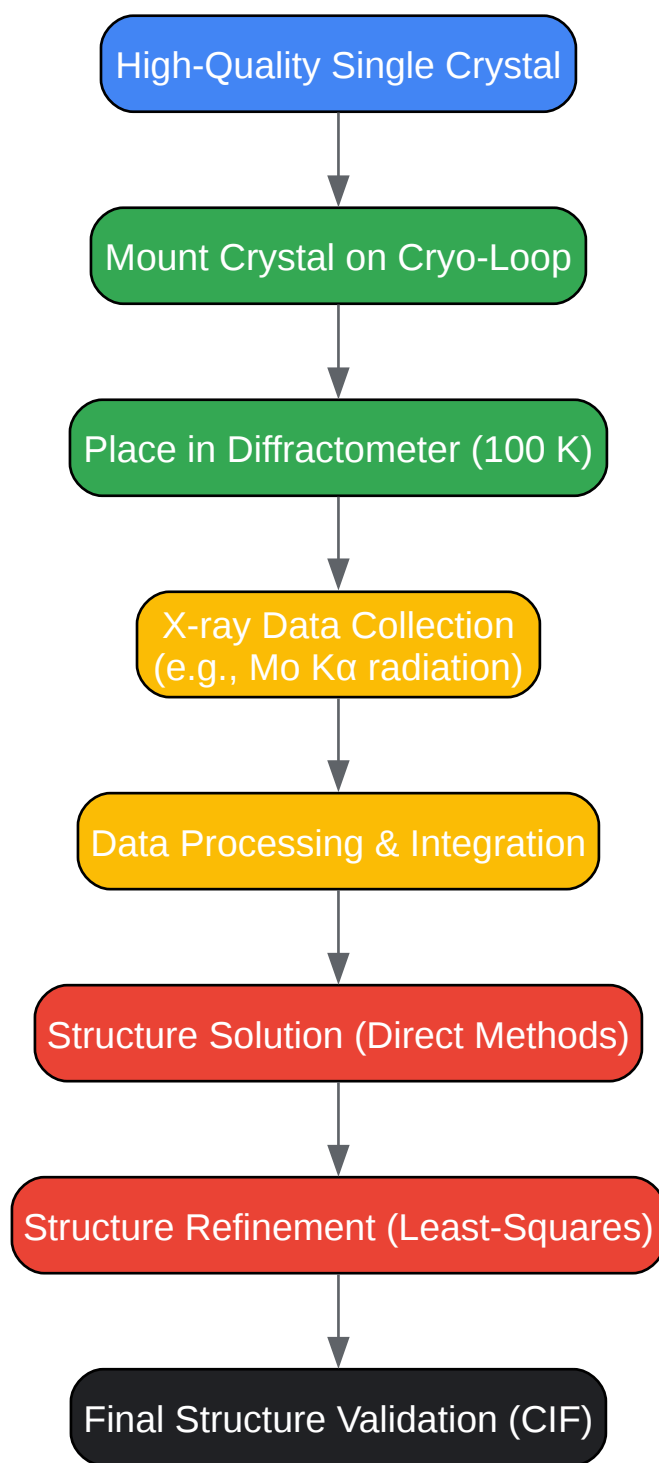 High-Quality Single Crystal
Mount Crystal on Cryo-Loop
Place in Diffractometer (100 K)
X-ray Data Collection
(e.g., Mo Kα radiation)
Data Processing & Integration
Structure Solution (Direct Methods)
Structure Refinement (Least-Squares)
Final Structure Validation (CIF)